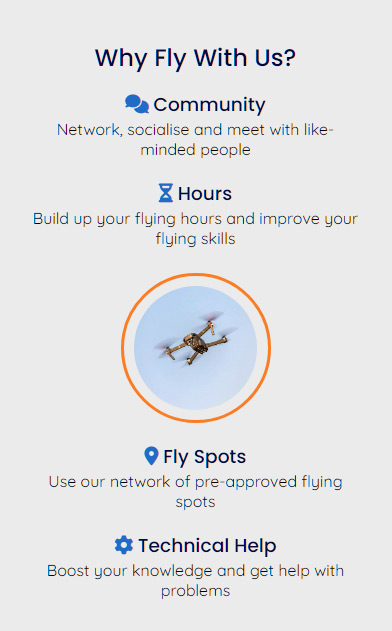 Why Fly With Us?
Community
Network, socialise and meet with like-
minded people
Hours
Build up your flying hours and improve your
flying skills
Fly Spots
Use our network of pre-approved flying
spots
Technical Help
Boost your knowledge and get help with
problems